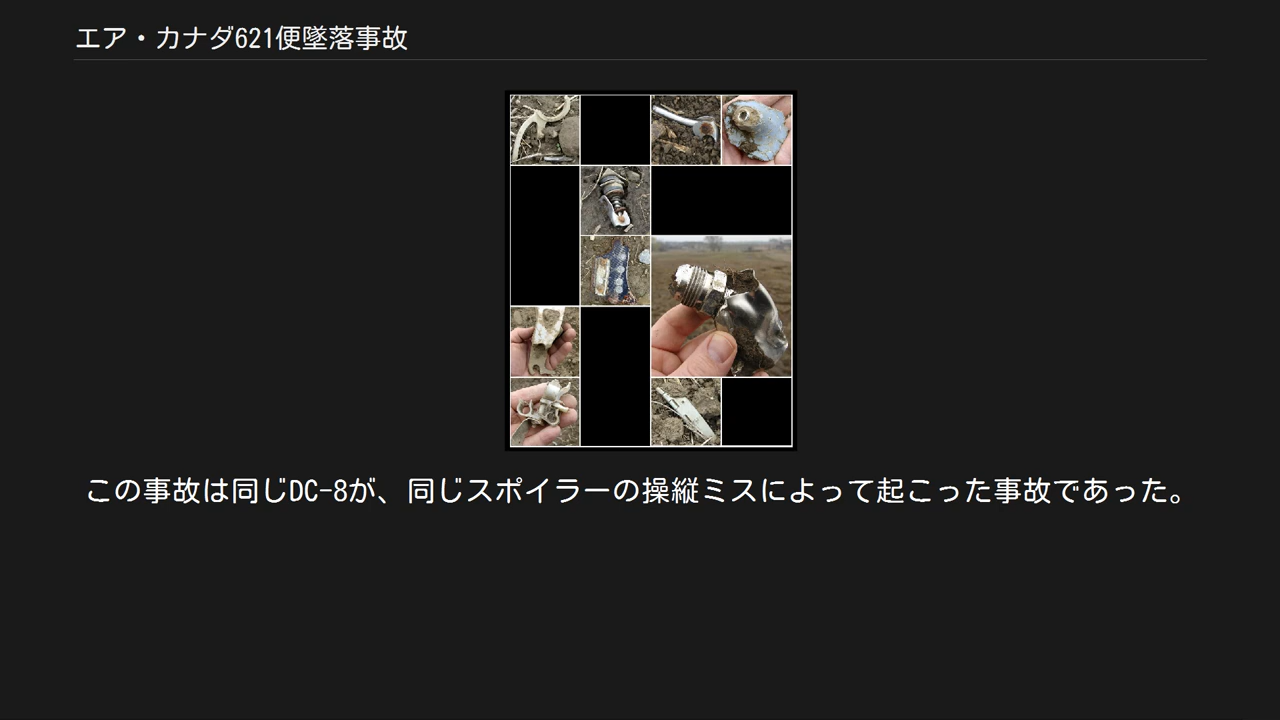 エア・カナダ621便墜落事故
この事故は同じDC-8が、同じスポイラーの操縦ミスによって起こった事故であった。